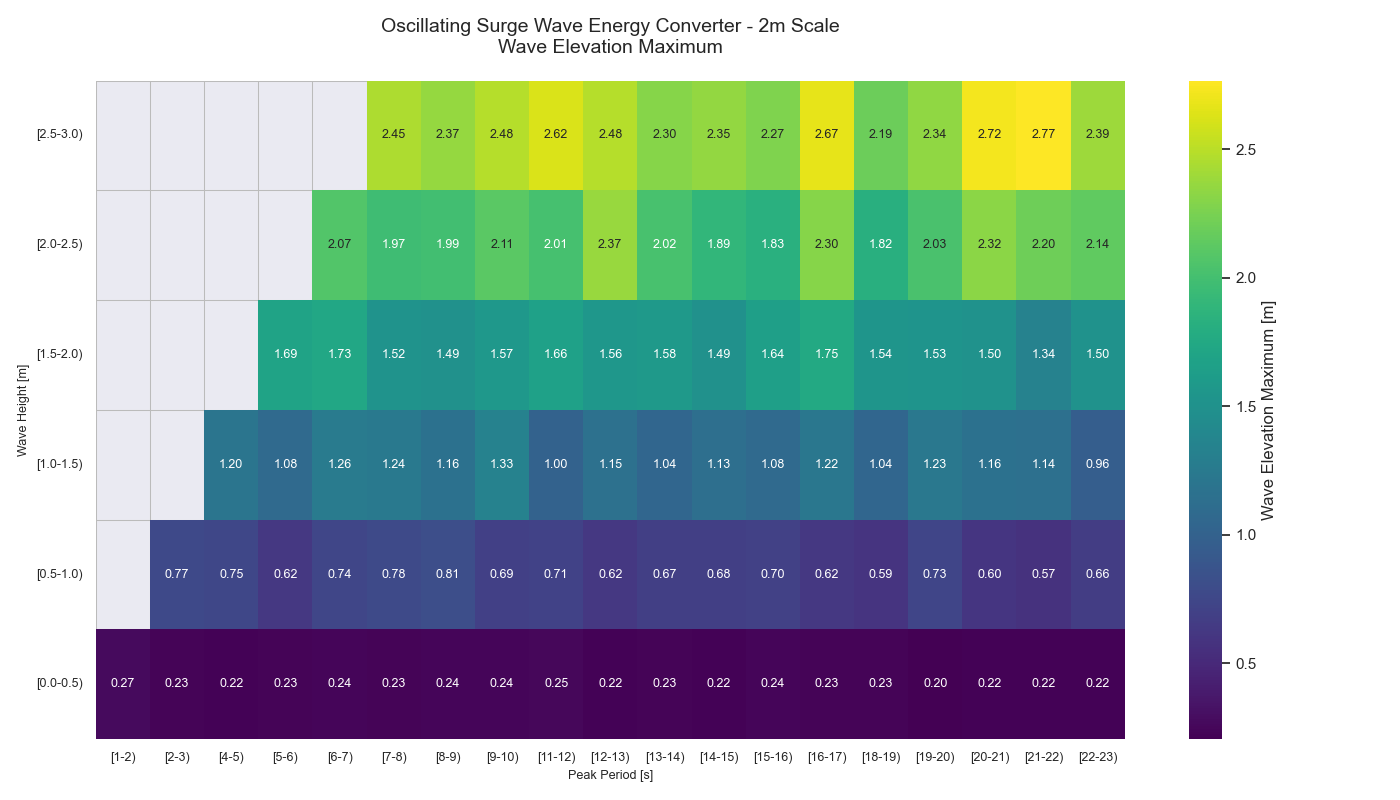 Oscillating Surge Wave Energy Converter - 2m Scale
Wave Elevation Maximum
[2.5-3.0) 2.45 2.37 2.48 2.62 2.48 2.30 2.35 2.27 2.67 2.19 2.34 2.72 2.77 2.39
[2.0-2.5) 2.07 1.97 1.99 2.11 2.01 2.37 2.02 1.89 1.83 2.30 1.82 2.03 2.32 2.20 2.14
[1.5-2.0) 1.69 1.73 1.52 1.49 1.57 1.66 1.56 1.58 1.49 1.64 1.75 1.54 1.53 1.50 1.34 1.50
[1.0-1.5) 1.20 1.08 1.26 1.24 1.16 1.33 1.00 1.15 1.04 1.13 1.08 1.22 1.04 1.23 1.16 1.14 0.96
[0.5-1.0) 0.77 0.75 0.62 0.74 0.78 0.81 0.69 0.71 0.62 0.67 0.68 0.70 0.62 0.59 0.73 0.60 0.57 0.66
[0.0-0.5) 0.27 0.23 0.22 0.23 0.24 0.23 0.24 0.24 0.25 0.22 0.23 0.22 0.24 0.23 0.23 0.20 0.22 0.22 0.22
[1-2) [2-3) [4-5) [5-6) [6-7) [7-8) [8-9) [9-10) [11-12) [12-13) [13-14) [14-15) [15-16) [16-17) [18-19) [19-20) [20-21) [21-22) [22-23)
Peak Period [s]
Wave Height [m]
2.5
2.0
1.5
1.0
0.5
Wave Elevation Maximum [m]